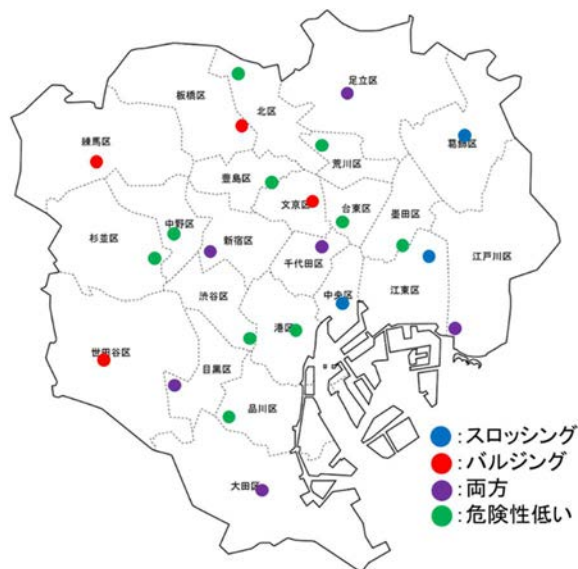 足立区
板橋区
北区
葛飾区
練馬区
荒川区
豊島区
文京区
台東区
墨田区
中野区
杉並区
新宿区
千代田区
江戸川区
渋谷区
中央区
江東区
港区
世田谷区
目黒区
品川区
大田区
:スロッシング
:バルジング
:両方
:危険性低い